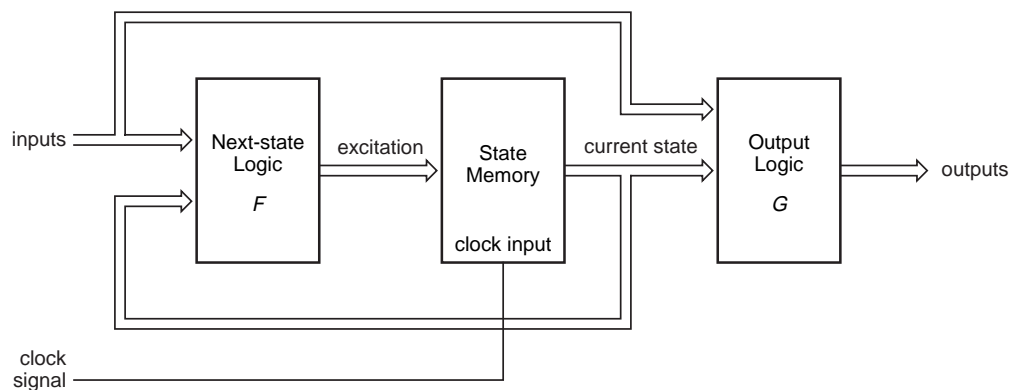 inputs
Next-state
Logic
F
excitation
State
Memory
clock input
current state
Output
Logic
G
outputs
clock
signal